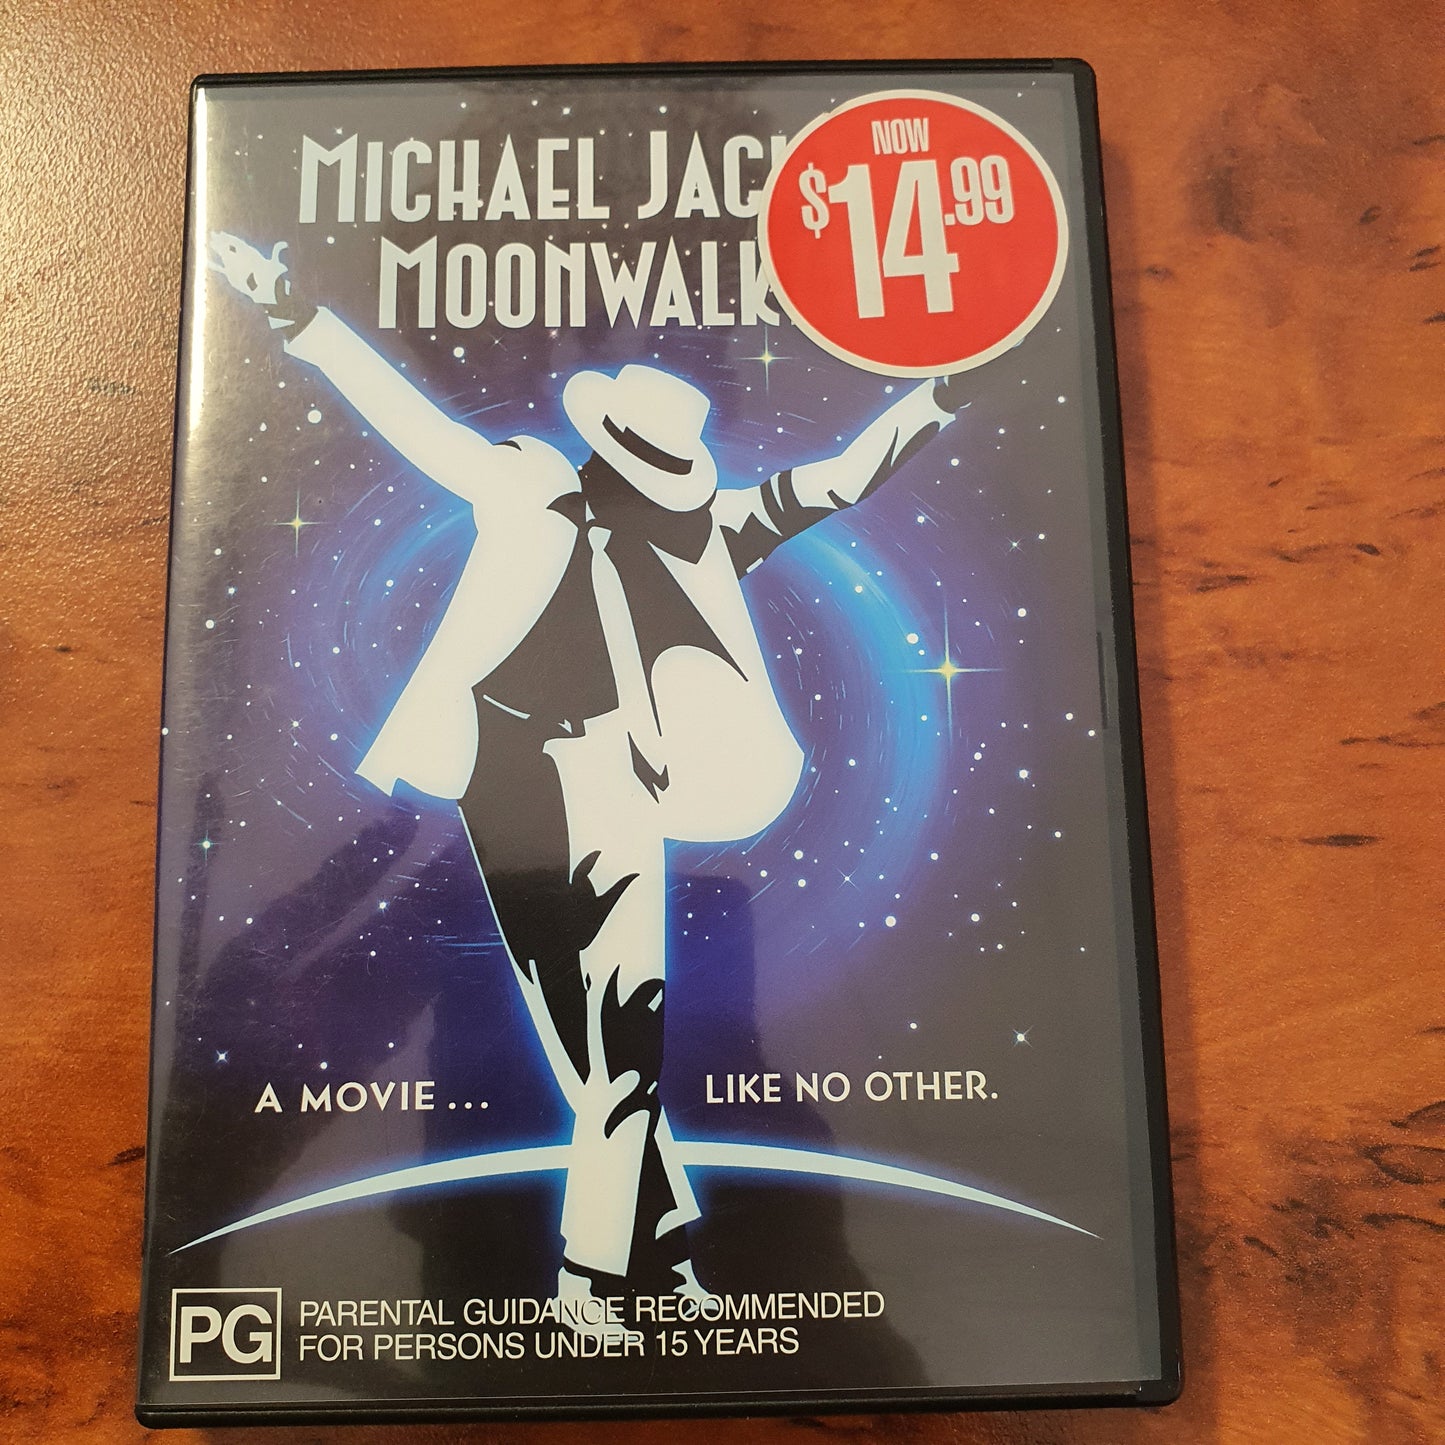 MICHAEL JAC
MOONWALK
NOW
$14.99
A MOVIE... LIKE NO OTHER.
PG PARENTAL GUIDANCE RECOMMENDED
FOR PERSONS UNDER 15 YEARS